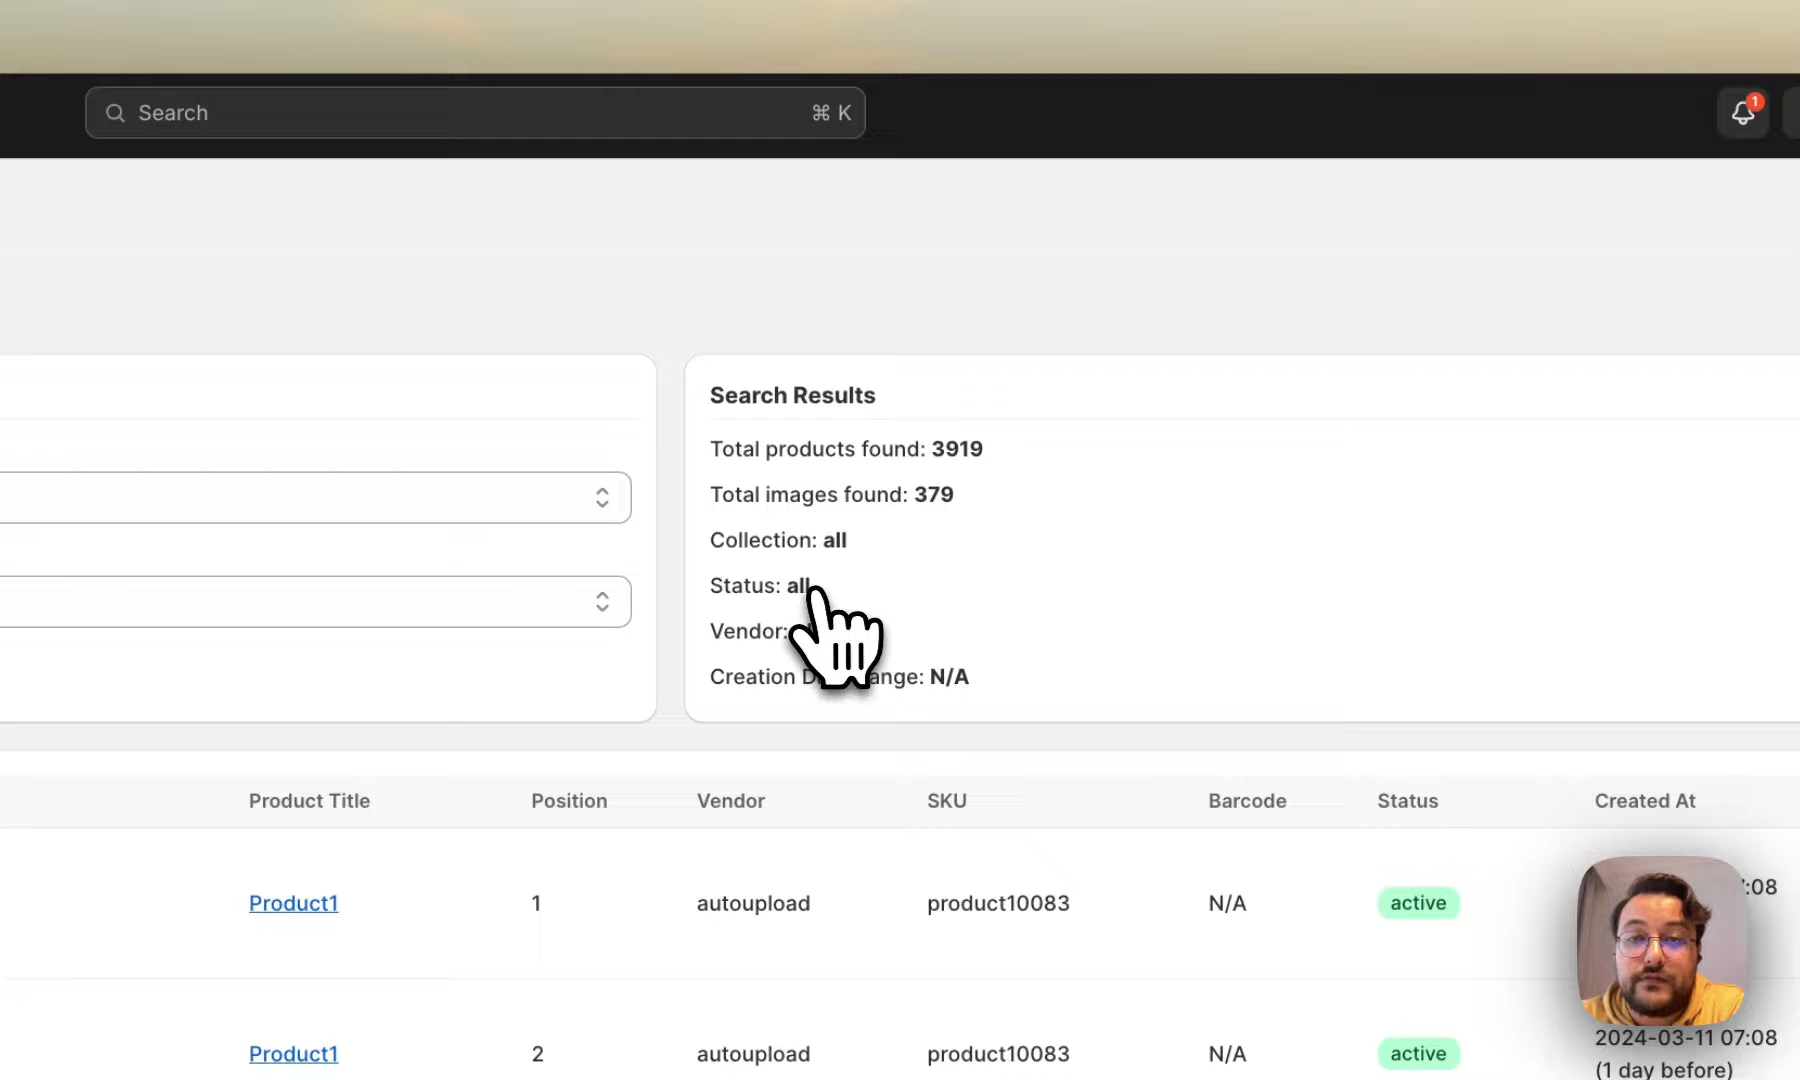 Search
⌘ K
1
Search Results
Total products found: 3919
Total images found: 379
Collection: all
Status: all
Vendor:
Creation D ange: N/A
Product Title Position Vendor SKU Barcode Status Created At
Product1 1 autoupload product10083 N/A active :08
Product1 2 autoupload product10083 N/A active 2024-03-11 07:08
(1 day before)